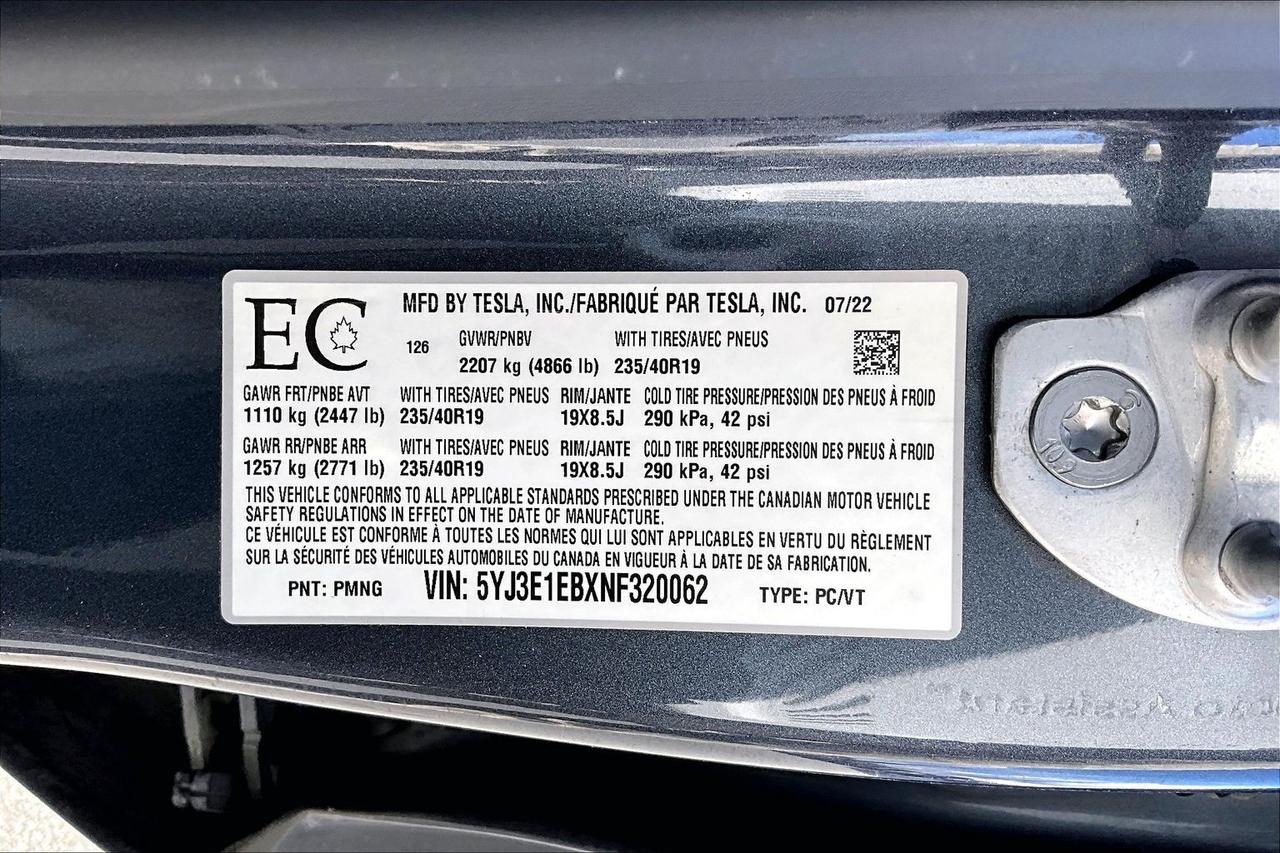 EC MFD BY TESLA, INC./FABRIQUÉ PAR TESLA, INC. 07/22
126 GVWR/PNBV WITH TIRES/AVEC PNEUS
2207 kg (4866 lb) 235/40R19
GAWR FRT/PNBE AVT WITH TIRES/AVEC PNEUS RIM/JANTE COLD TIRE PRESSURE/PRESSION DES PNEUS À FROID
1110 kg (2447 lb) 235/40R19 19X8.5J 290 kPa, 42 psi
GAWR RR/PNBE ARR WITH TIRES/AVEC PNEUS RIM/JANTE COLD TIRE PRESSURE/PRESSION DES PNEUS À FROID
1257 kg (2771 lb) 235/40R19 19X8.5J 290 kPa, 42 psi
THIS VEHICLE CONFORMS TO ALL APPLICABLE STANDARDS PRESCRIBED UNDER THE CANADIAN MOTOR VEHICLE
SAFETY REGULATIONS IN EFFECT ON THE DATE OF MANUFACTURE.
CE VÉHICULE EST CONFORME À TOUTES LES NORMES QUI LUI SONT APPLICABLES EN VERTU DU RÈGLEMENT
SUR LA SÉCURITÉ DES VÉHICULES AUTOMOBILES DU CANADA EN VIGUEUR À LA DATE DE SA FABRICATION.
PNT: PMNG VIN: 5YJ3E1EBXNF320062 TYPE: PC/VT